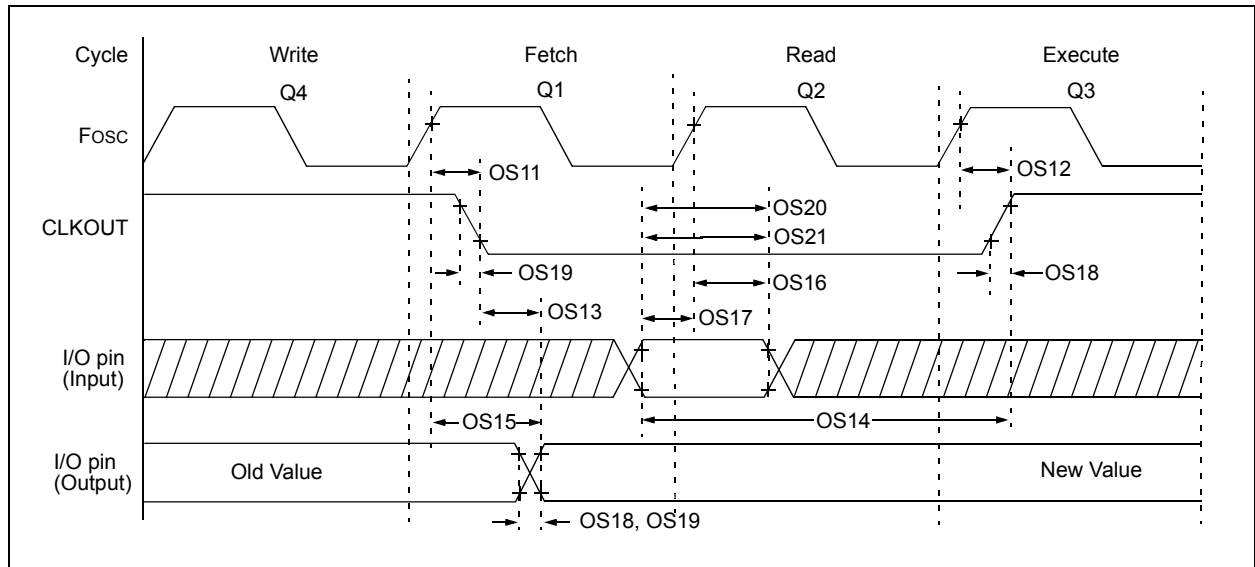 Cycle Write Fetch Read Execute
Q4 Q1 Q2 Q3
Fosc
OS11 OS12
OS20
CLKOUT
OS21
OS19 OS16 OS18
OS13 OS17
I/O pin
(Input)
OS15 OS14
I/O pin
(Output)
Old Value New Value
OS18, OS19